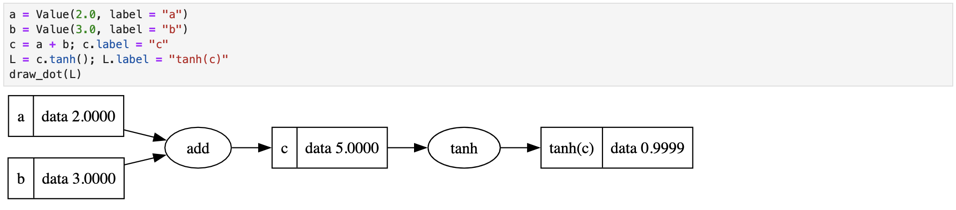 a = Value(2.0, label = "a")
b = Value(3.0, label = "b")
c = a + b; c.label = "c"
L = c.tanh(); L.label = "tanh(c)"
draw_dot(L)
a data 2.0000
b data 3.0000
add
c data 5.0000
tanh
tanh(c) data 0.9999